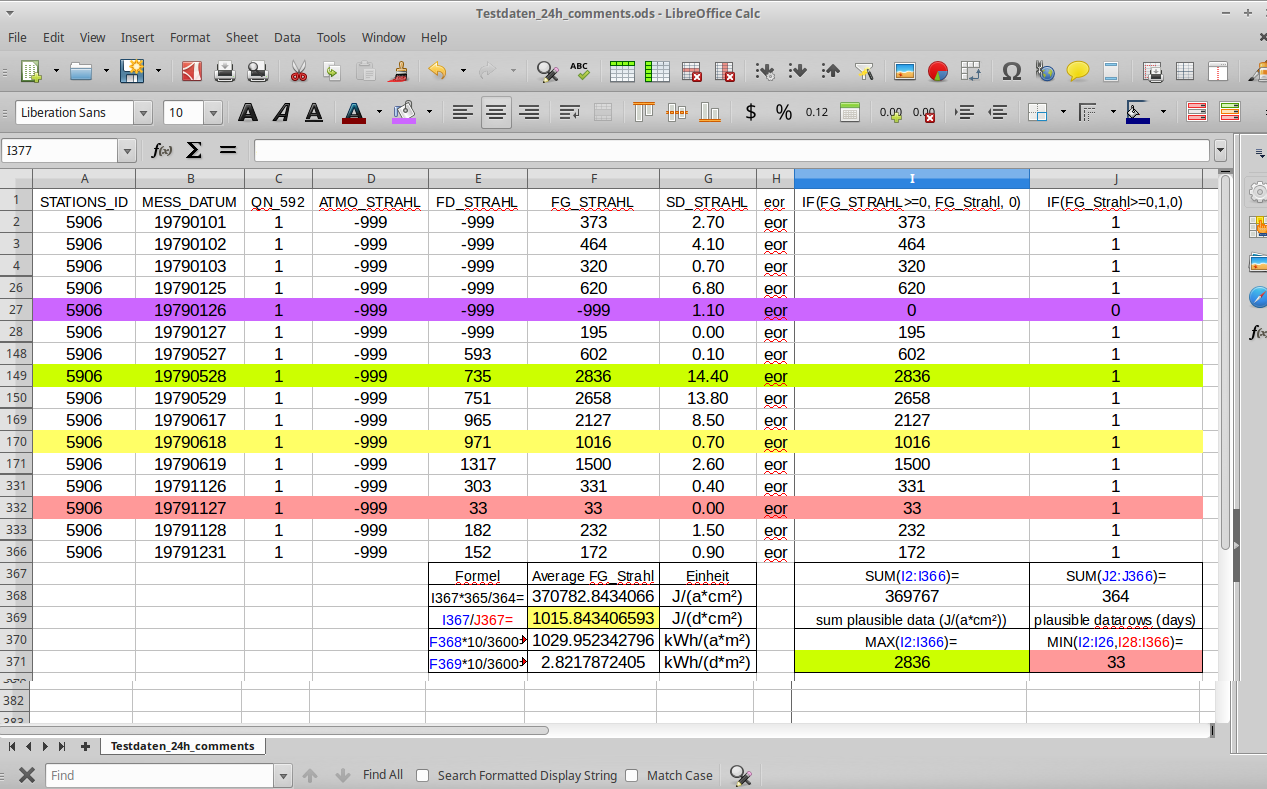 Testdaten_24h_comments.ods - LibreOffice Calc
File Edit View Insert Format Sheet Data Tools Window Help
ABC
Liberation Sans 10 A A A A $ % 0.12 0.00 0.00
I377 f(x) Σ =
A B C D E F G H I J
1 STATIONS_ID MESS_DATUM QN_592 ATMO_STRAHL FD_STRAHL FG_STRAHL SD_STRAHL eor IF(FG_STRAHL>=0, FG_Strahl, 0) IF(FG_Strahl>=0,1,0)
2 5906 19790101 1 -999 -999 373 2.70 eor 373 1
3 5906 19790102 1 -999 -999 464 4.10 eor 464 1
4 5906 19790103 1 -999 -999 320 0.70 eor 320 1
26 5906 19790125 1 -999 -999 620 6.80 eor 620 1
27 5906 19790126 1 -999 -999 -999 1.10 eor 0 0
28 5906 19790127 1 -999 -999 195 0.00 eor 195 1
148 5906 19790527 1 -999 593 602 0.10 eor 602 1
149 5906 19790528 1 -999 735 2836 14.40 eor 2836 1
150 5906 19790529 1 -999 751 2658 13.80 eor 2658 1
169 5906 19790617 1 -999 965 2127 8.50 eor 2127 1
170 5906 19790618 1 -999 971 1016 0.70 eor 1016 1
171 5906 19790619 1 -999 1317 1500 2.60 eor 1500 1
331 5906 19791126 1 -999 303 331 0.40 eor 331 1
332 5906 19791127 1 -999 33 33 0.00 eor 33 1
333 5906 19791128 1 -999 182 232 1.50 eor 232 1
366 5906 19791231 1 -999 152 172 0.90 eor 172 1
367 Formel Average FG_Strahl Einheit SUM(I2:I366)= SUM(J2:J366)=
368 I367*365/364= 370782.8434066 J/(a*cm²) 369767 364
369 I367/J367= 1015.843406593 J/(d*cm²) sum plausible data (J/(a*cm²)) plausible datarows (days)
370 F368*10/3600 1029.952342796 kWh/(a*m²) MAX(I2:I366)= MIN(I2:I26,I28:I366)=
371 F369*10/3600 2.8217872405 kWh/(d*m²) 2836 33
382
383
Testdaten_24h_comments
Find Find All Search Formatted Display String Match Case